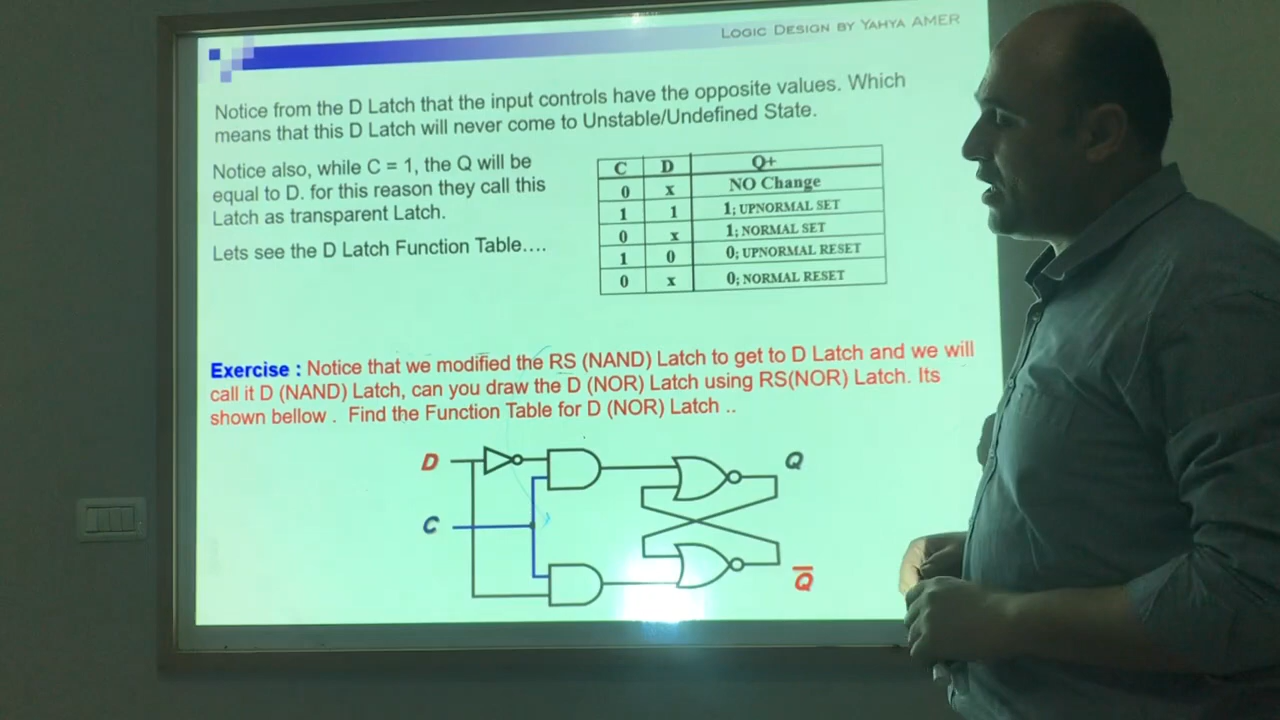 LOGIC DESIGN BY YAHYA AMER
Notice from the D Latch that the input controls have the opposite values. Which
means that this D Latch will never come to Unstable/Undefined State.
Notice also, while C = 1, the Q will be
equal to D. for this reason they call this
Latch as transparent Latch.
Lets see the D Latch Function Table....
C D Q+
0 x NO Change
1 1 1; UPNORMAL SET
0 x 1; NORMAL SET
1 0 0; UPNORMAL RESET
0 x 0; NORMAL RESET
Exercise : Notice that we modified the RS (NAND) Latch to get to D Latch and we will
call it D (NAND) Latch, can you draw the D (NOR) Latch using RS(NOR) Latch. Its
shown bellow . Find the Function Table for D (NOR) Latch ..
D
Q
C
Q̅